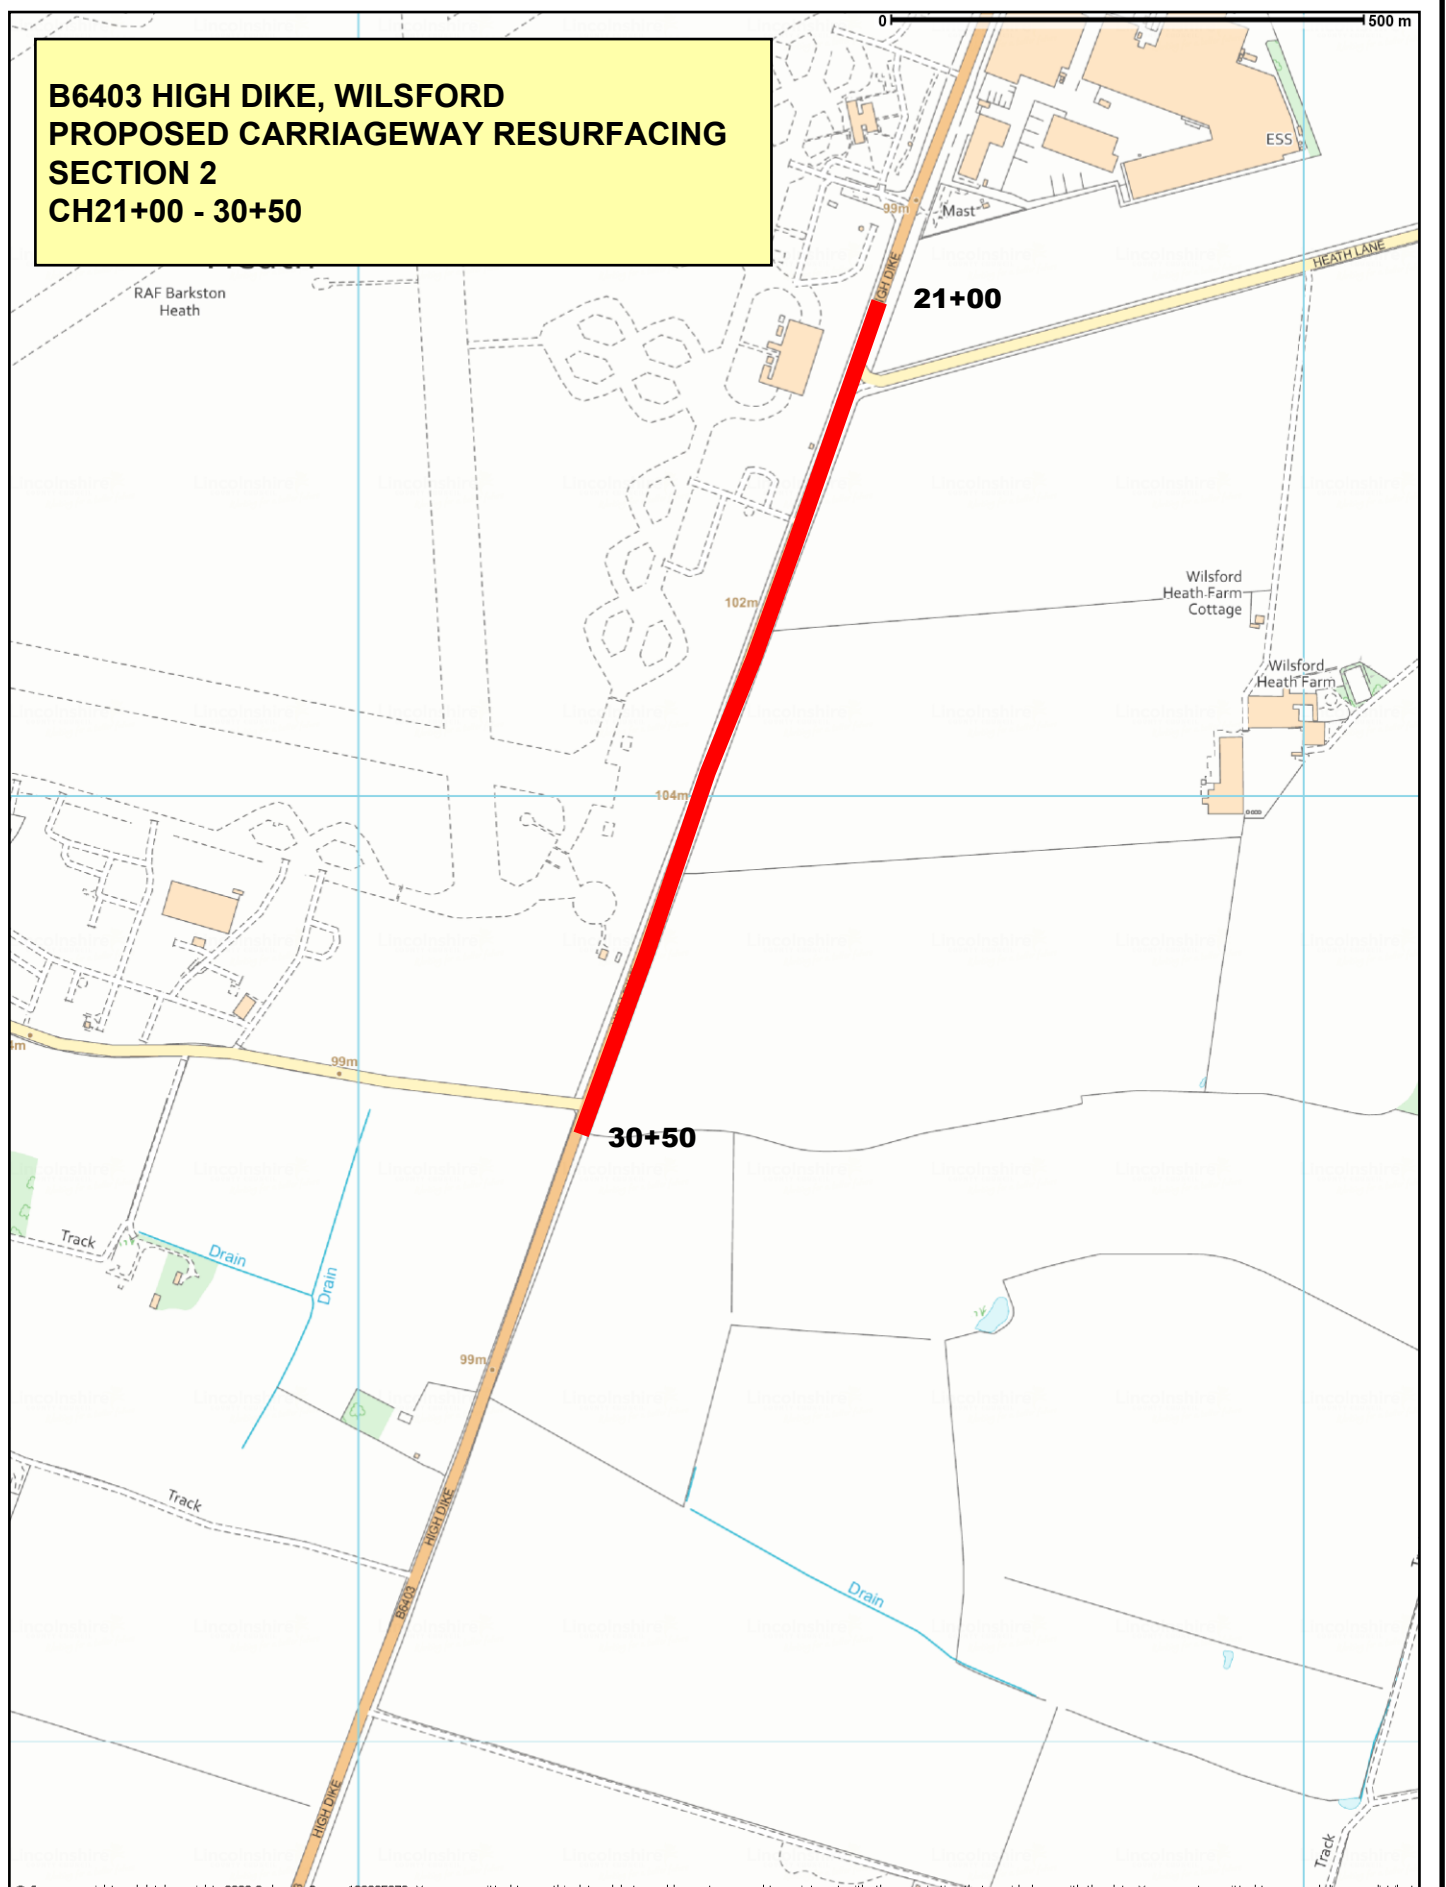 0 500 m
B6403 HIGH DIKE, WILSFORD
PROPOSED CARRIAGEWAY RESURFACING
SECTION 2
CH21+00 - 30+50
ESS
99m
Mast
HEATH LANE
GH DIKE
21+00
RAF Barkston
Heath
102m
Wilsford
Heath Farm
Cottage
Wilsford
Heath Farm
104m
99m
30+50
Track
Drain
Drain
99m
Track
HIGH DIKE
B6403
Drain
HIGH DIKE
Track